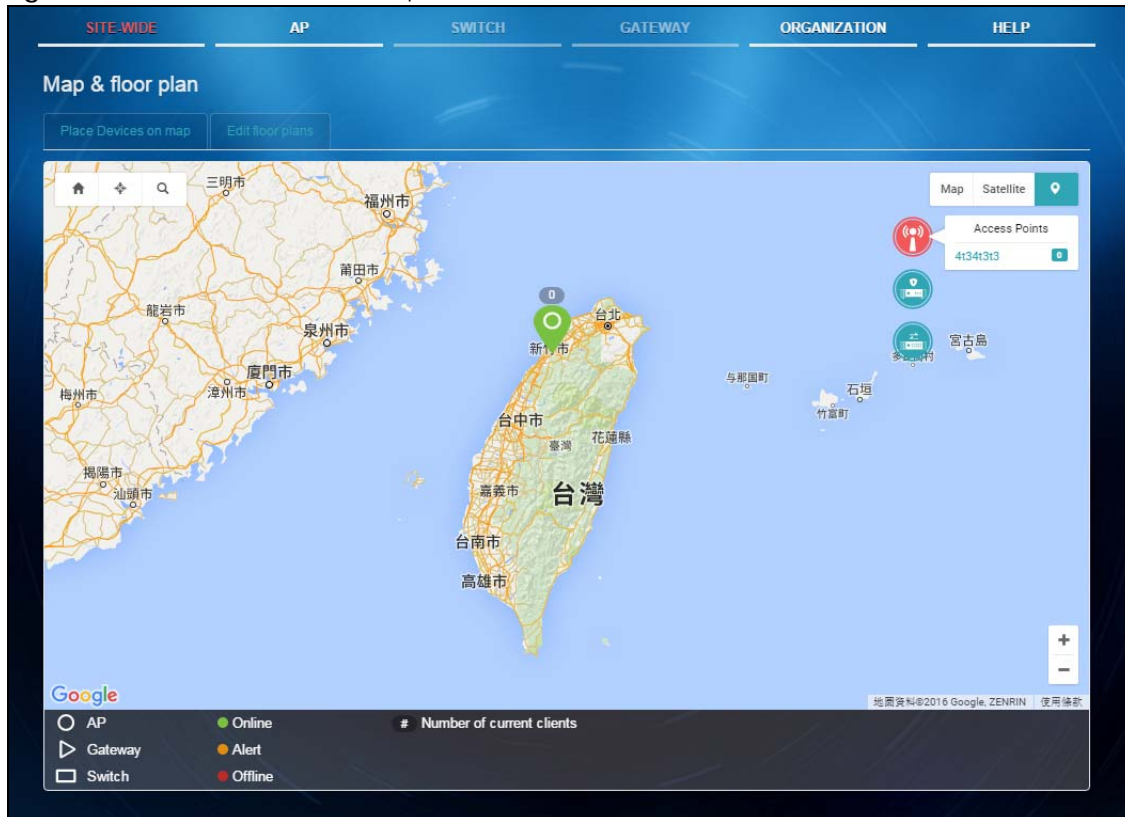 SITE-WIDE AP SWITCH GATEWAY ORGANIZATION HELP
Map & floor plan
Place Devices on map Edit floor plans
三明市
福州市
Map Satellite
Access Points
4t34t3t3 0
莆田市
龍岩市
泉州市
0
台北
新竹市
廈門市
宮古島
梅州市
漳州市
与那国町
石垣
竹富町
台中市
臺灣
花蓮縣
揭陽市
汕頭市
嘉義市
台灣
台南市
高雄市
+
−
Google
地圖資料©2016 Google, ZENRIN 使用條款
AP Online # Number of current clients
Gateway Alert
Switch Offline